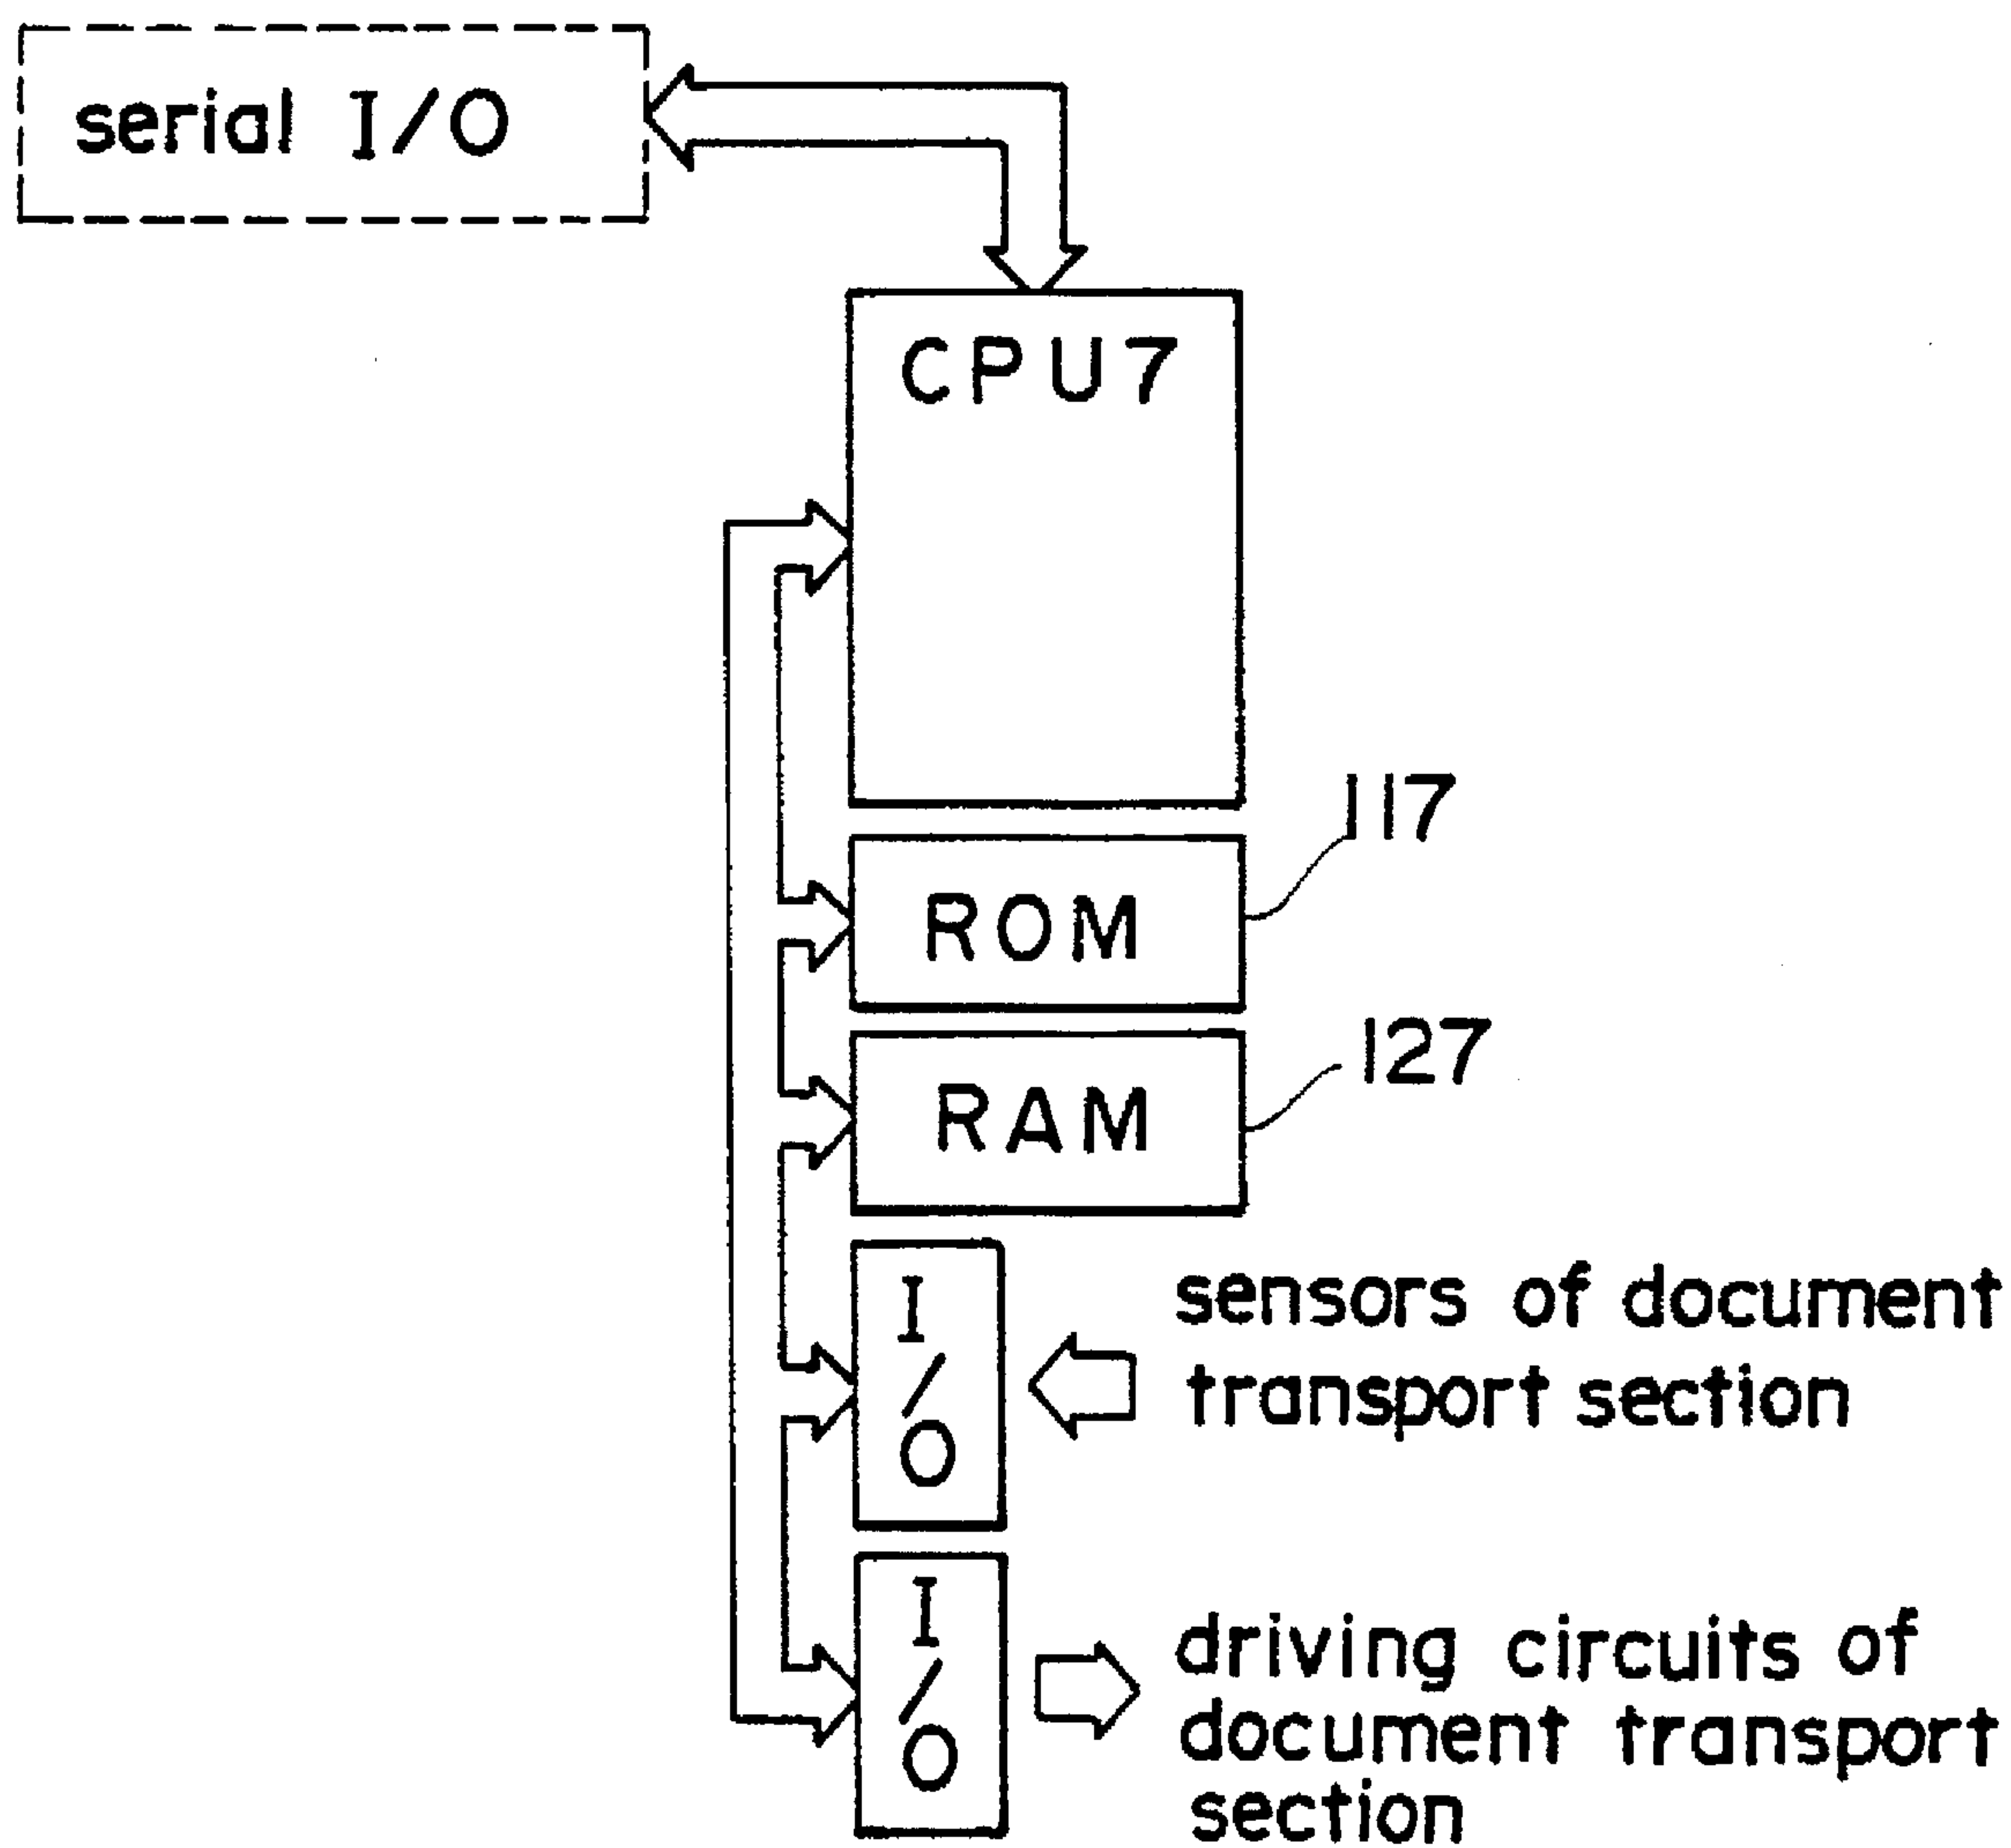 serial I/O
CPU7
117
ROM
127
RAM
I/O
sensors of document
transport section
I/O
driving circuits of
document transport
section